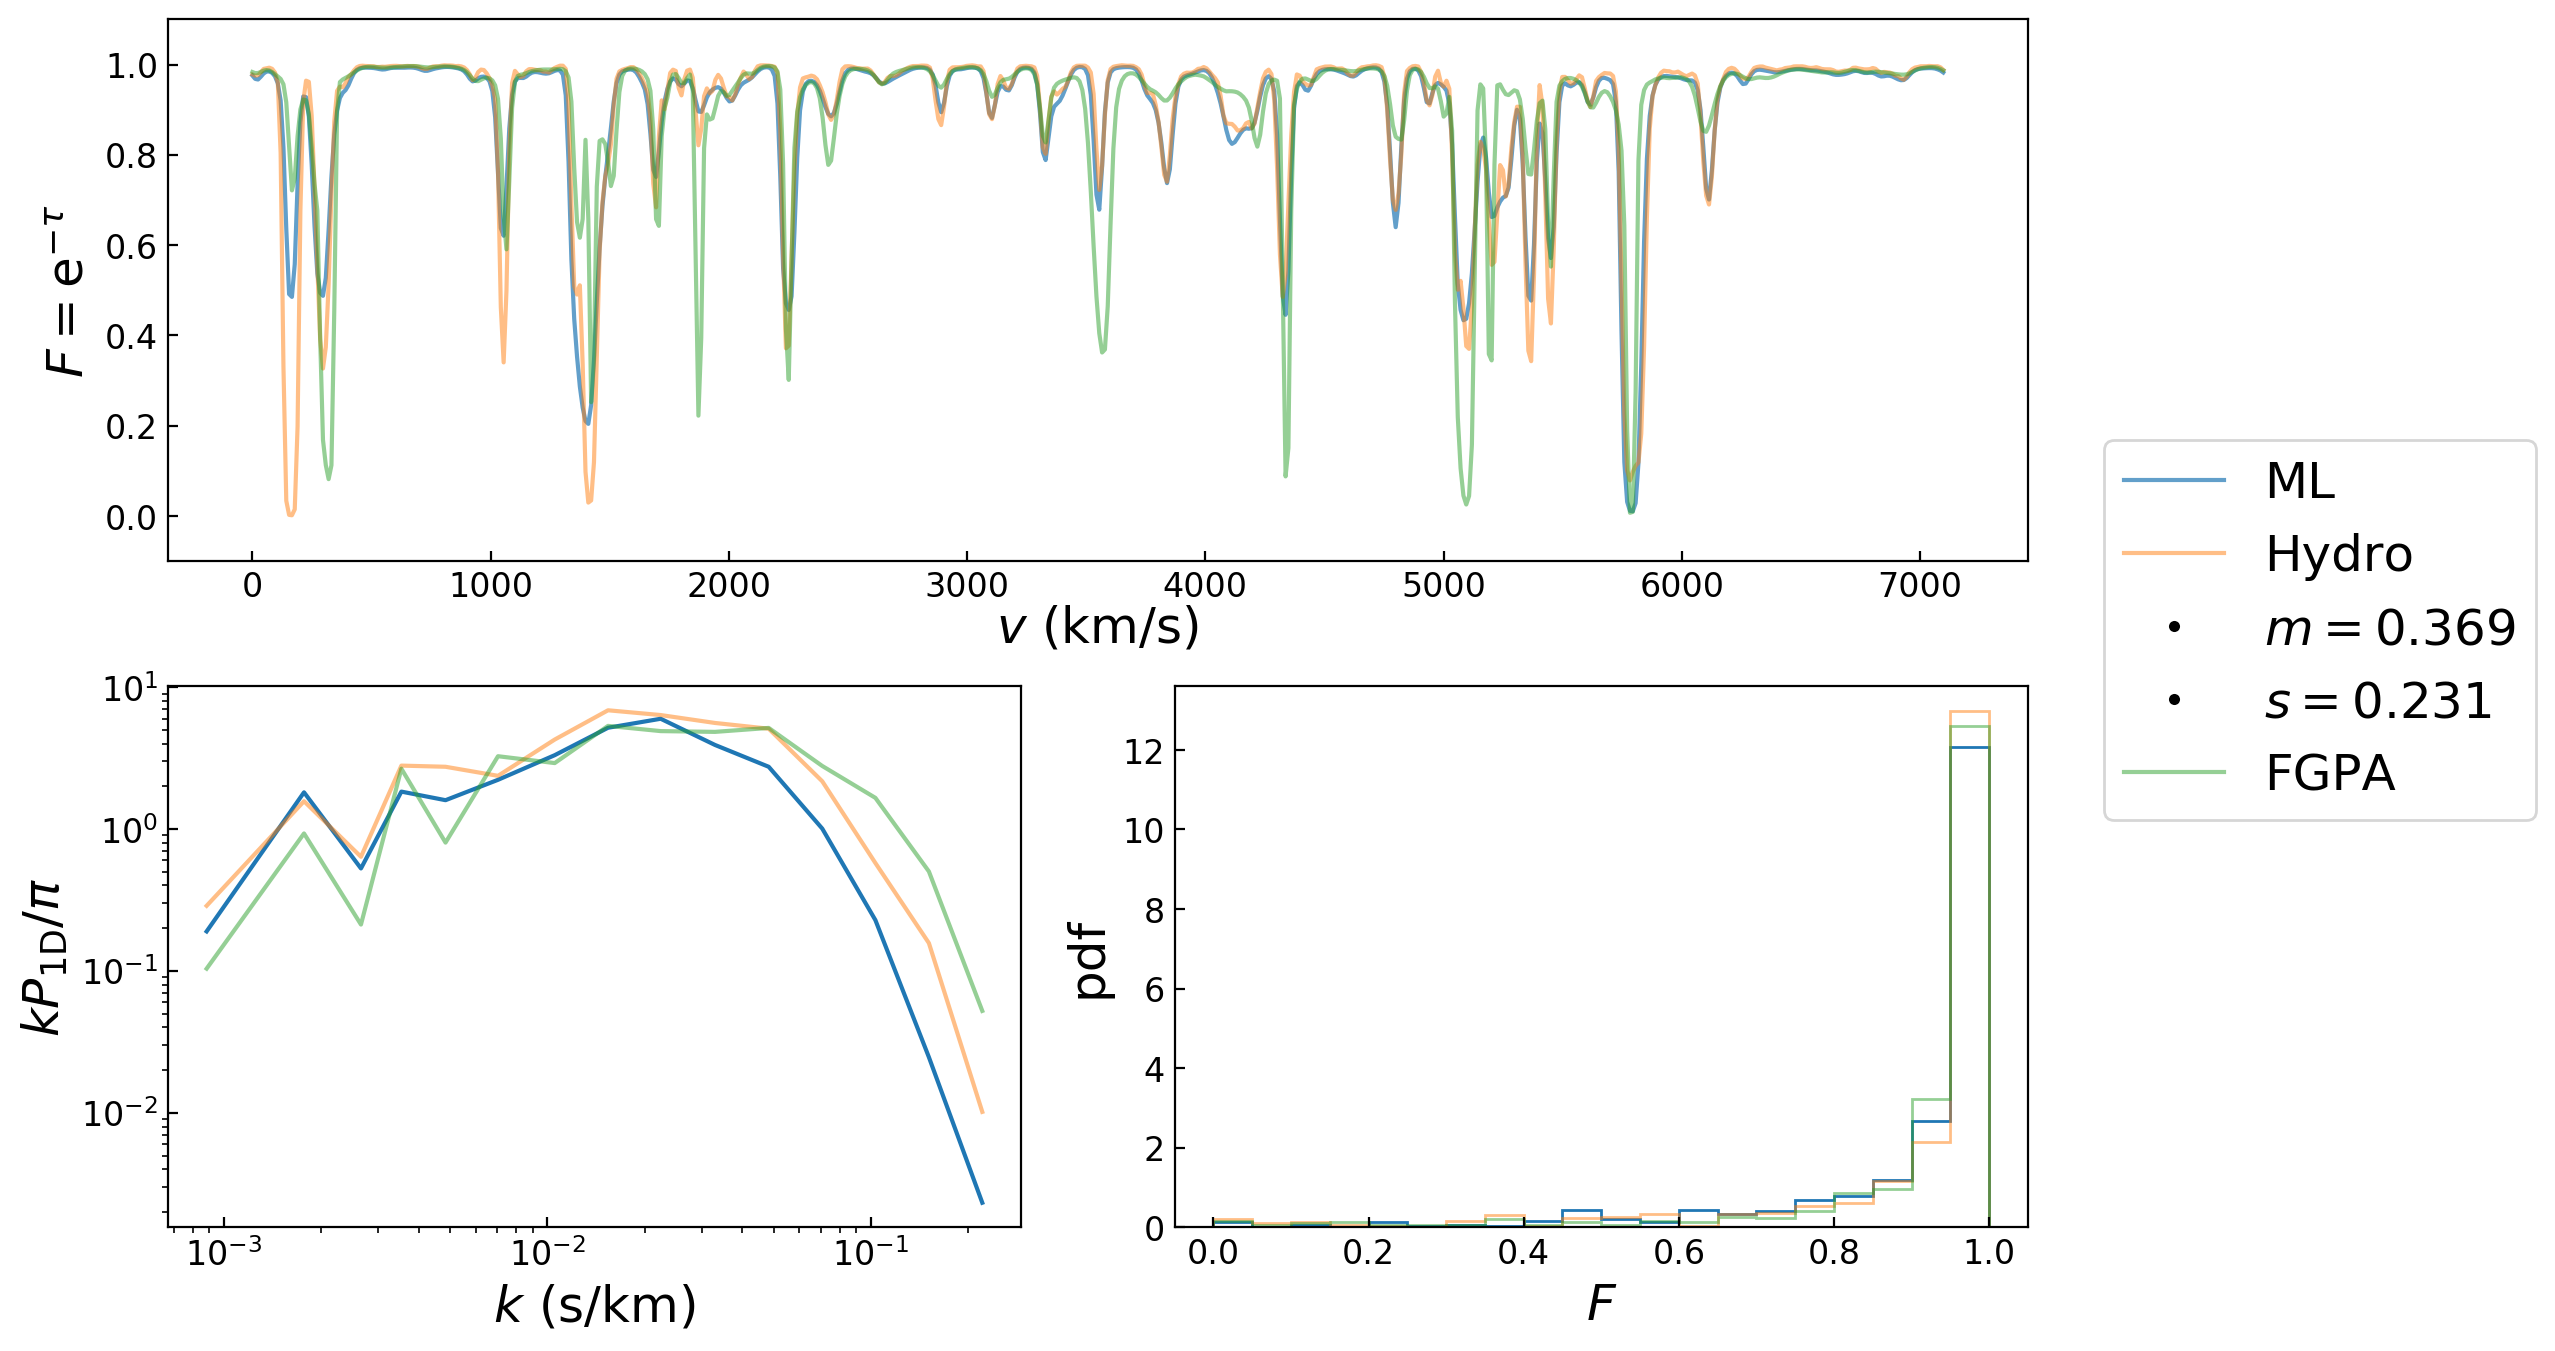 1.0
0.8
0.6
0.4
0.2
0.0
F = e^{−τ}
0 1000 2000 3000 4000 5000 6000 7000
v (km/s)
ML
Hydro
m = 0.369
s = 0.231
FGPA
10^1
10^0
10^{−1}
10^{−2}
kP_{1D}/π
10^{−3} 10^{−2} 10^{−1}
k (s/km)
12
10
8
6
4
2
0
pdf
0.0 0.2 0.4 0.6 0.8 1.0
F